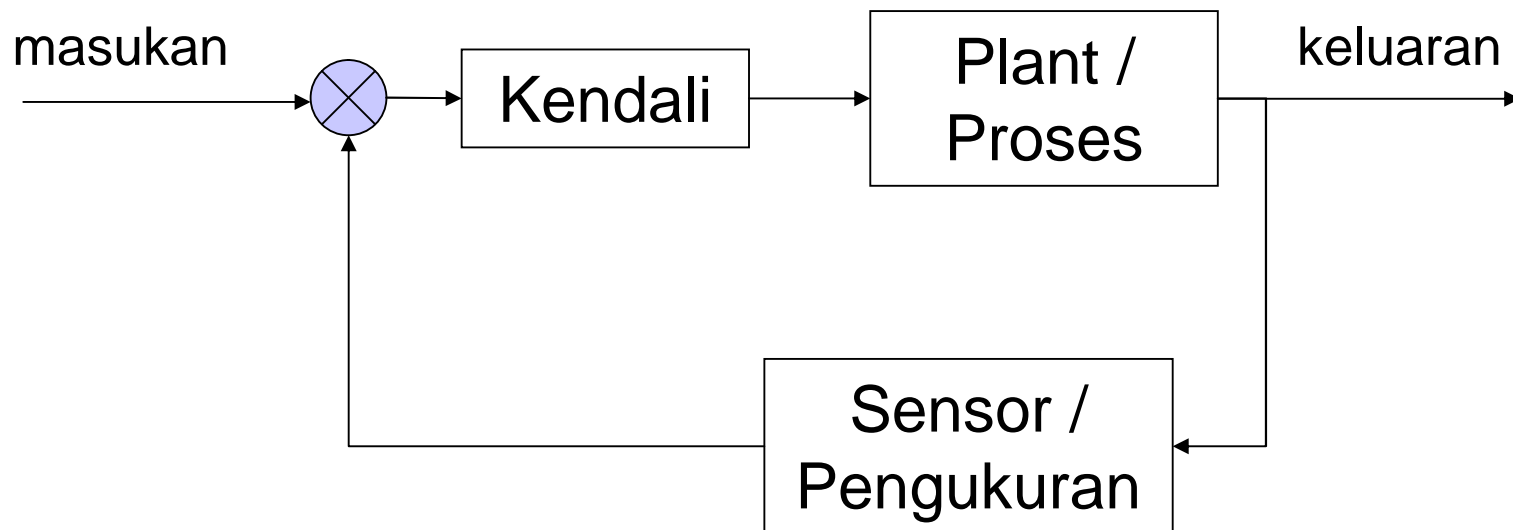 masukan
Kendali
Plant /
Proses
keluaran
Sensor /
Pengukuran